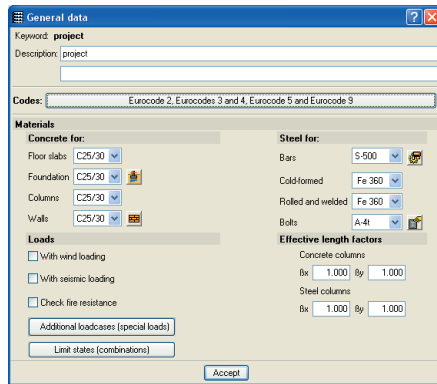 General data
Keyword: project
Description: project
Codes: Eurocode 2, Eurocodes 3 and 4, Eurocode 5 and Eurocode 9
Materials
Concrete for:
Floor slabs C25/30
Foundation C25/30
Columns C25/30
Walls C25/30
Steel for:
Bars S-500
Cold-formed Fe 360
Rolled and welded Fe 360
Bolts A-4t
Loads
With wind loading
With seismic loading
Check fire resistance
Additional loadcases (special loads)
Limit states (combinations)
Effective length factors
Concrete columns
βx 1.000 βy 1.000
Steel columns
βx 1.000 βy 1.000
Accept